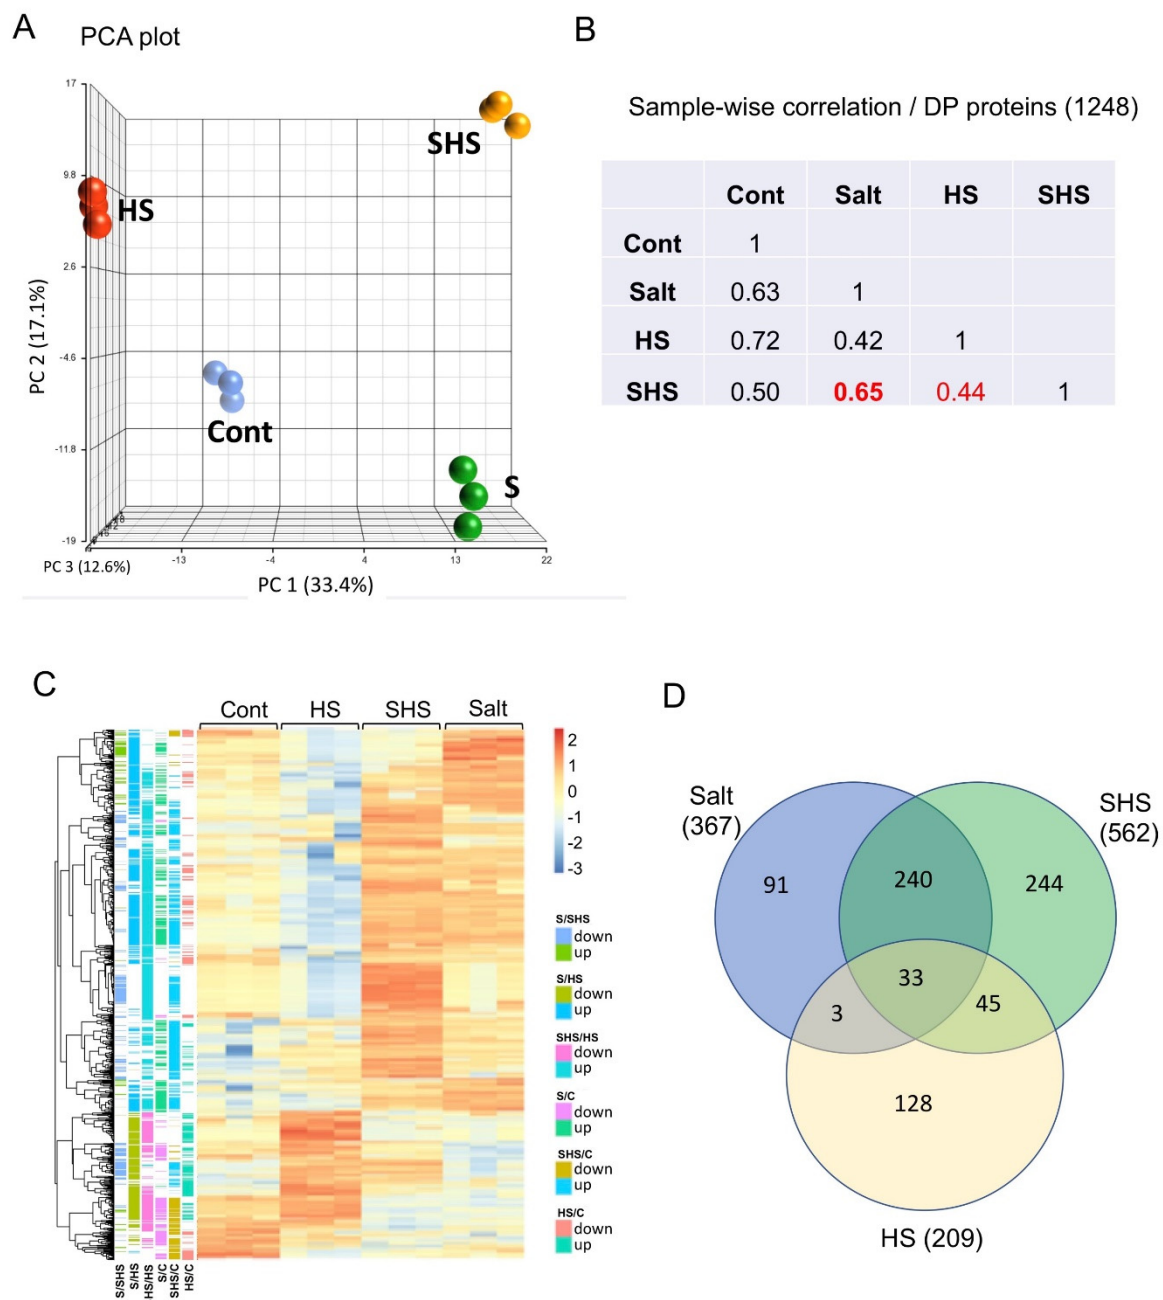 A
PCA plot
17
9.8
2.6
-4.6
-11.8
-19
PC 2 (17.1%)
SHS
HS
Cont
S
PC 3 (12.6%)
-13
-4
4
13
22
PC 1 (33.4%)
B
Sample-wise correlation / DP proteins (1248)
Cont Salt HS SHS
Cont 1
Salt 0.63 1
HS 0.72 0.42 1
SHS 0.50 0.65 0.44 1
C
Cont HS SHS Salt
2
1
0
-1
-2
-3
S/SHS
down
up
S/HS
down
up
SHS/HS
down
up
S/C
down
up
SHS/C
down
up
HS/C
down
up
S/SHS
S/HS
HS/HS
S/C
SHS/C
HS/C
D
Salt
(367)
SHS
(562)
91
240
244
33
3
45
128
HS (209)